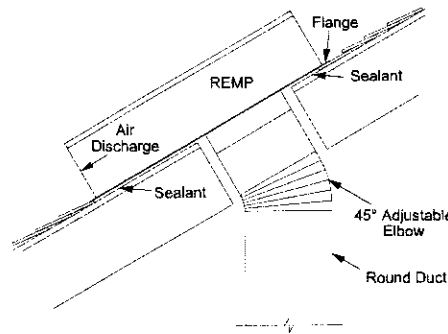 Flange
REMP
Sealant
Air
Discharge
Sealant
45° Adjustable
Elbow
Round Duct